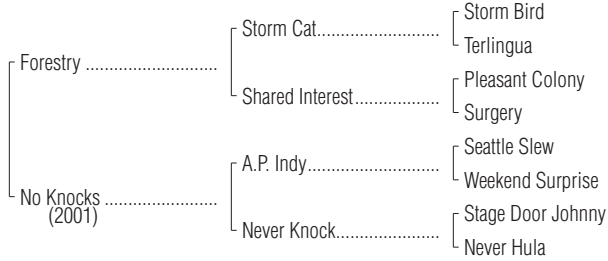 Storm Bird
Storm Cat..............................
Terlingua
Forestry ..........................
Pleasant Colony
Shared Interest....................
Surgery
Seattle Slew
A.P. Indy................................
Weekend Surprise
No Knocks ......................
(2001)
Stage Door Johnny
Never Knock.........................
Never Hula